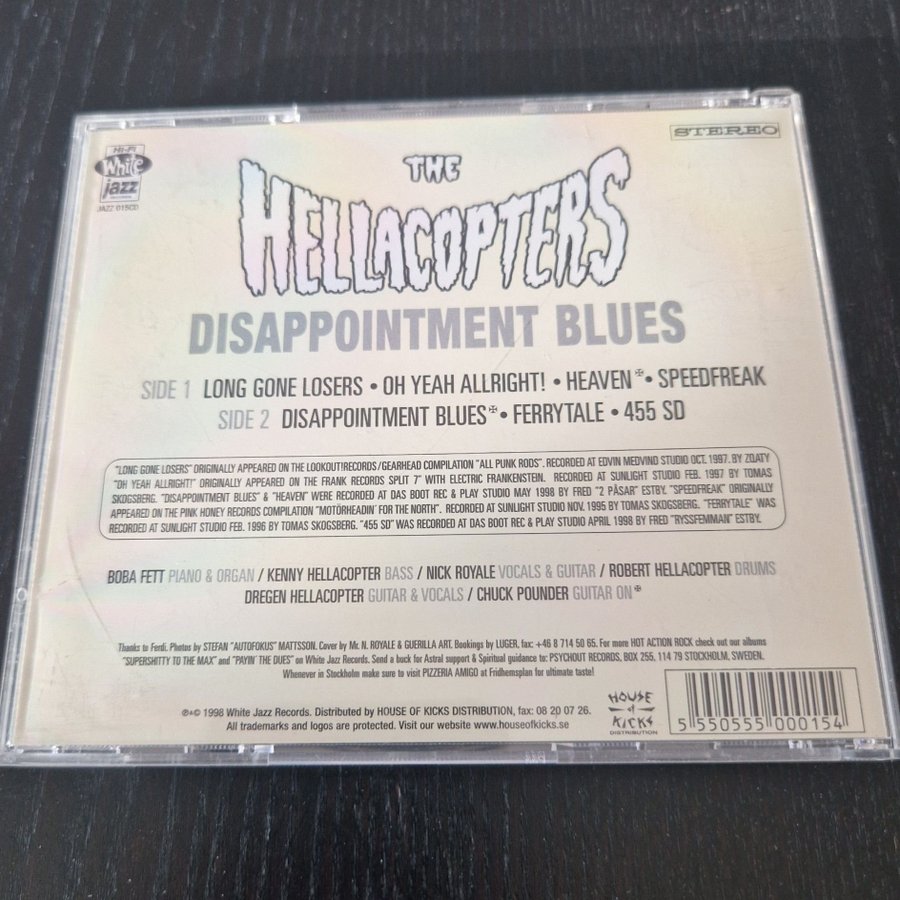 STEREO
HI-FI
White
jazz
RECORDS
JAZZ 015CD
THE
HELLACOPTERS
DISAPPOINTMENT BLUES
SIDE 1 LONG GONE LOSERS • OH YEAH ALLRIGHT! • HEAVEN✠ • SPEEDFREAK
SIDE 2 DISAPPOINTMENT BLUES✠ • FERRYTALE • 455 SD
"LONG GONE LOSERS" ORIGINALLY APPEARED ON THE LOOKOUT!RECORDS/GEARHEAD COMPILATION "ALL PUNK RODS". RECORDED AT EDVIN MEDVIND STUDIO OCT. 1997. BY ZQATY
"OH YEAH ALLRIGHT!" ORIGINALLY APPEARED ON THE FRANK RECORDS SPLIT 7" WITH ELECTRIC FRANKENSTEIN. RECORDED AT SUNLIGHT STUDIO FEB. 1997 BY TOMAS
SKOGSBERG. "DISAPPOINTMENT BLUES" & "HEAVEN" WERE RECORDED AT DAS BOOT REC & PLAY STUDIO MAY 1998 BY FRED "2 PÅSAR" ESTBY. "SPEEDFREAK" ORIGINALLY
APPEARED ON THE PINK HONEY RECORDS COMPILATION "MOTÖRHEADIN' FOR THE NORTH". RECORDED AT SUNLIGHT STUDIO NOV. 1995 BY TOMAS SKOGSBERG. "FERRYTALE" WAS
RECORDED AT SUNLIGHT STUDIO FEB. 1996 BY TOMAS SKOGSBERG. "455 SD" WAS RECORDED AT DAS BOOT REC & PLAY STUDIO APRIL 1998 BY FRED "RYSSFEMMAN" ESTBY.
BOBA FETT PIANO & ORGAN / KENNY HELLACOPTER BASS / NICK ROYALE VOCALS & GUITAR / ROBERT HELLACOPTER DRUMS
DREGEN HELLACOPTER GUITAR & VOCALS / CHUCK POUNDER GUITAR ON✠
Thanks to Ferdi. Photos by STEFAN "AUTOFOKUS" MATTSSON. Cover by Mr. N. ROYALE & GUERILLA ART. Bookings by LUGER, fax: +46 8 714 50 65. For more HOT ACTION ROCK check out our albums
"SUPERSHITTY TO THE MAX" and "PAYIN' THE DUES" on White Jazz Records. Send a buck for Astral support & Spiritual guidance to: PSYCHOUT RECORDS, BOX 255, 114 79 STOCKHOLM, SWEDEN.
Whenever in Stockholm make sure to visit PIZZERIA AMIGO at Fridhemsplan for ultimate taste!
℗+© 1998 White Jazz Records. Distributed by HOUSE OF KICKS DISTRIBUTION, fax: 08 20 07 26.
All trademarks and logos are protected. Visit our website www.houseofkicks.se
HOUSE
of
KICKS
DISTRIBUTION
5 550555 000154